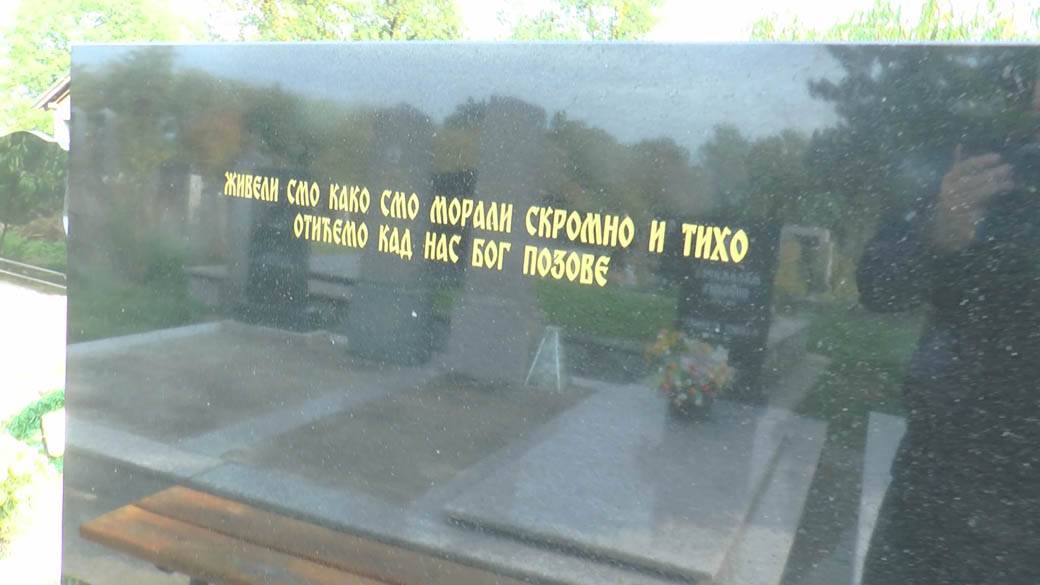 ЖИВЕЛИ СМО КАКО СМО МОРАЛИ СКРОМНО И ТИХО
ОТИЋЕМО КАД НАС БОГ ПОЗОВЕ